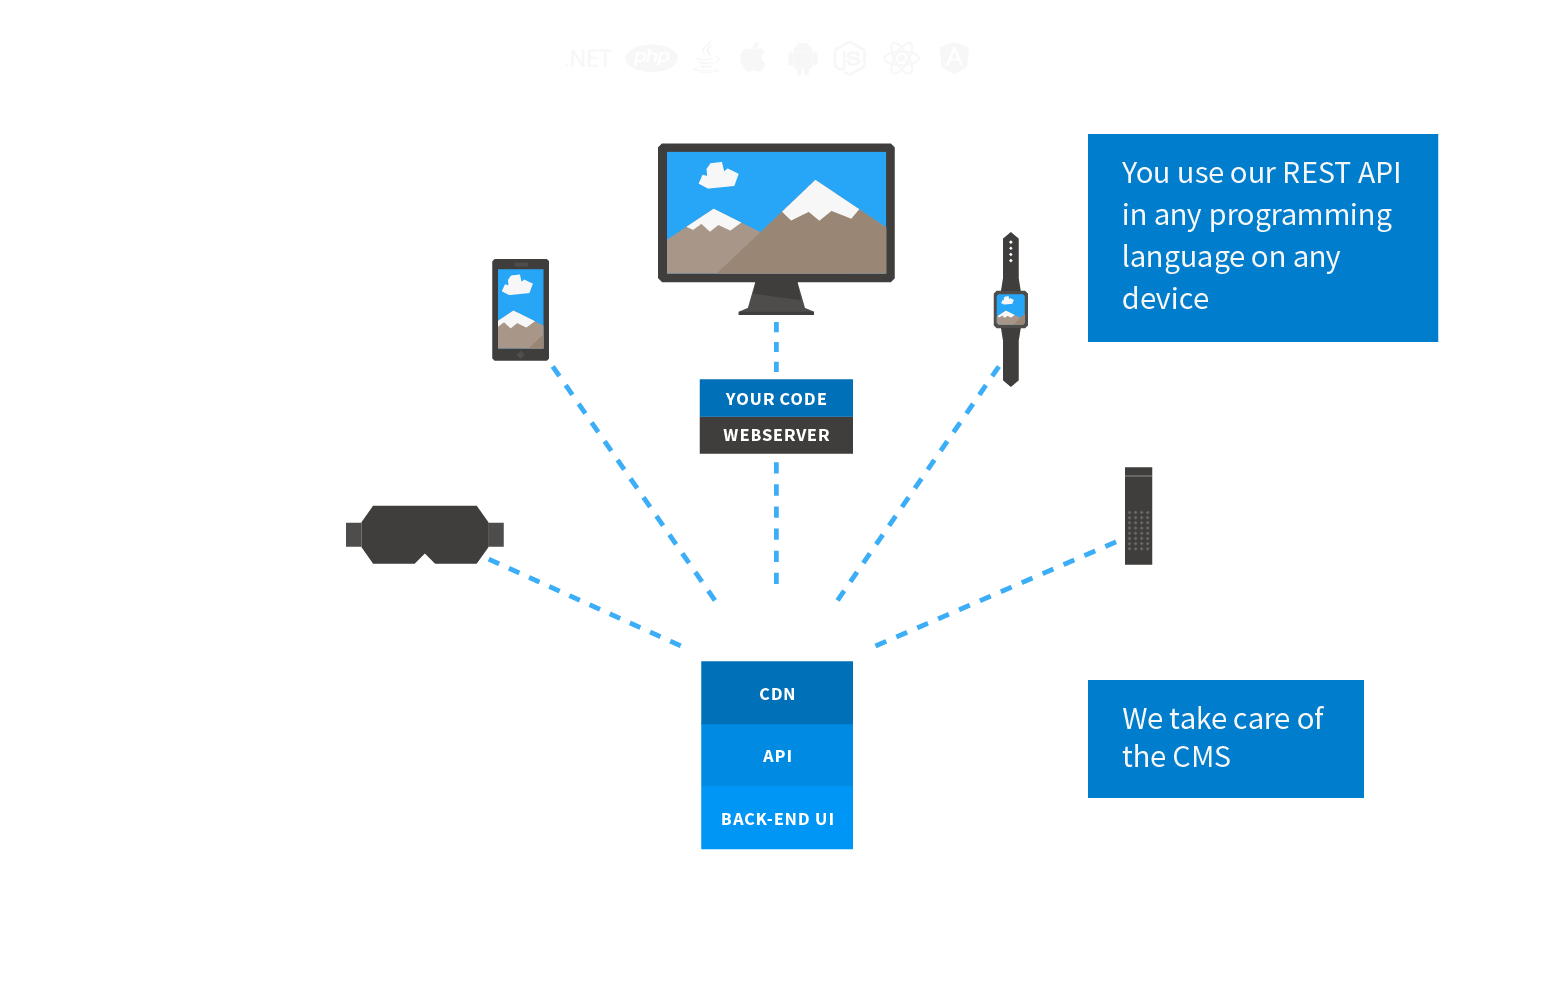 .NET php JS A
You use our REST API
in any programming
language on any
device
YOUR CODE
WEBSERVER
CDN
API
BACK-END UI
We take care of
the CMS